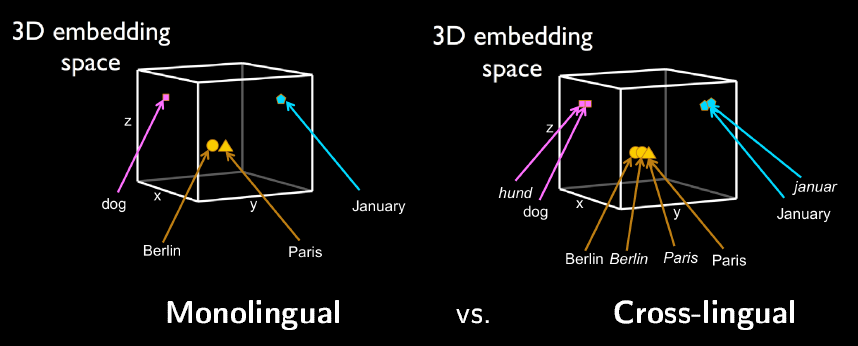 3D embedding
space
z
x
y
dog
January
Berlin
Paris
Monolingual
vs.
3D embedding
space
z
x
y
hund
dog
januar
January
Berlin
Berlin
Paris
Paris
Cross-lingual